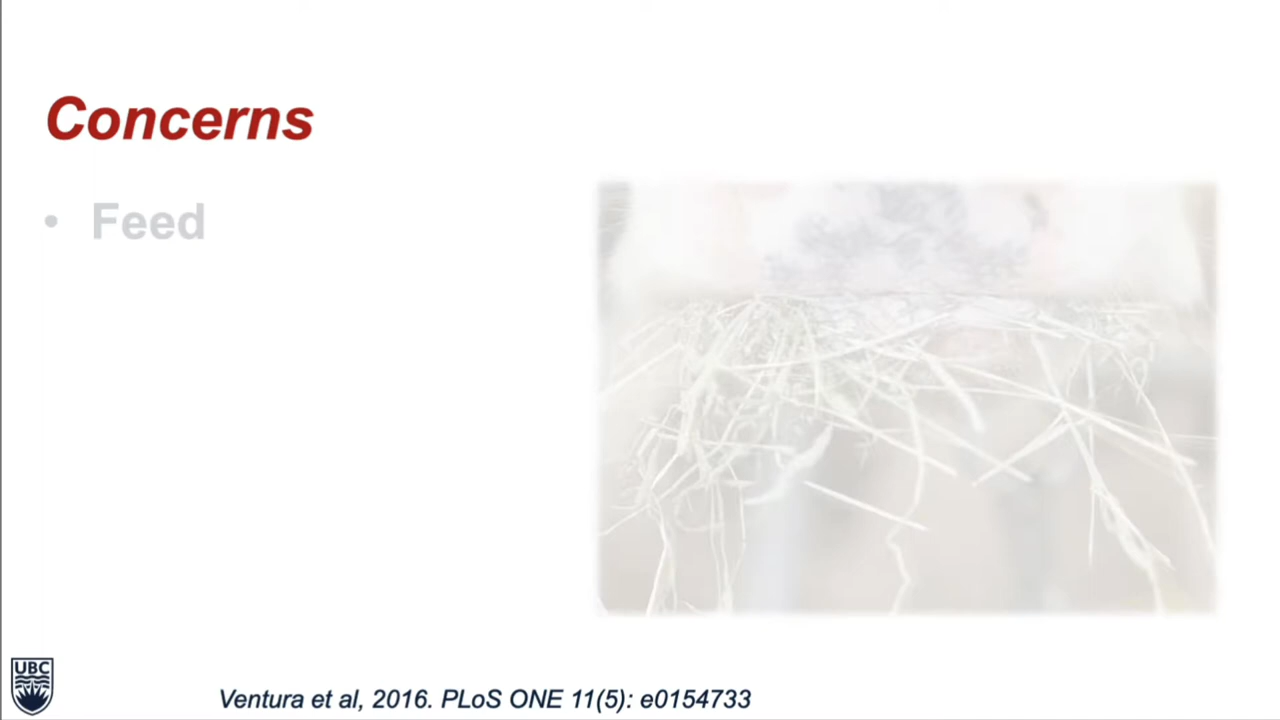 Concerns
• Feed
UBC
Ventura et al, 2016. PLoS ONE 11(5): e0154733